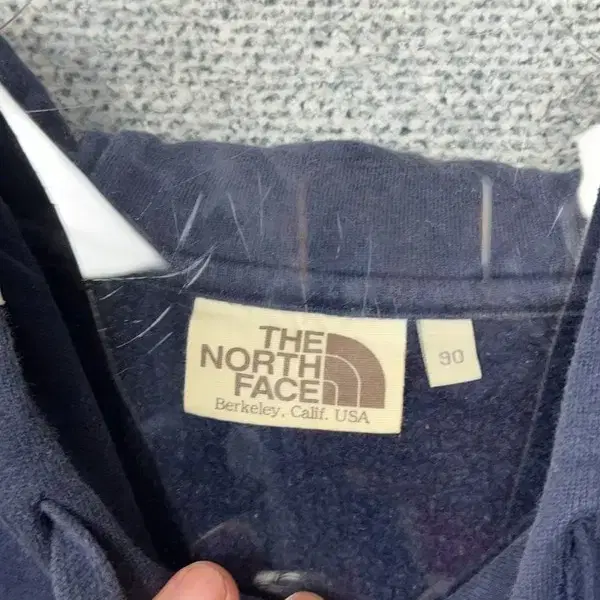 THE
NORTH
FACE
Berkeley, Calif. USA
90